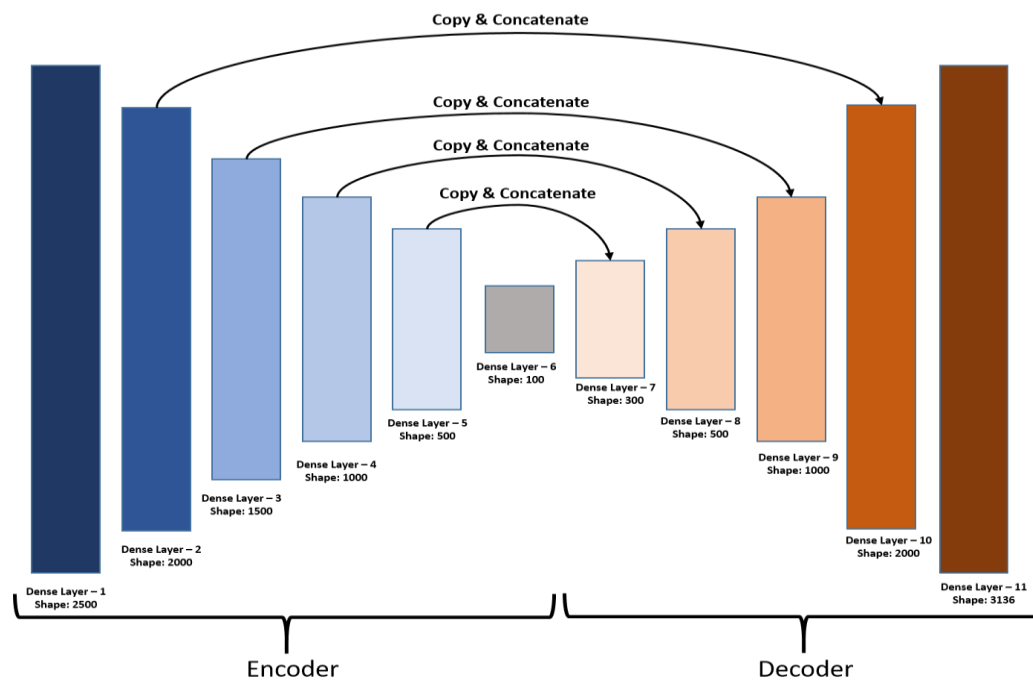 Copy & Concatenate
Copy & Concatenate
Copy & Concatenate
Copy & Concatenate
Dense Layer – 1
Shape: 2500
Dense Layer – 2
Shape: 2000
Dense Layer – 3
Shape: 1500
Dense Layer – 4
Shape: 1000
Dense Layer – 5
Shape: 500
Dense Layer – 6
Shape: 100
Dense Layer – 7
Shape: 300
Dense Layer – 8
Shape: 500
Dense Layer – 9
Shape: 1000
Dense Layer – 10
Shape: 2000
Dense Layer – 11
Shape: 3136
Encoder
Decoder